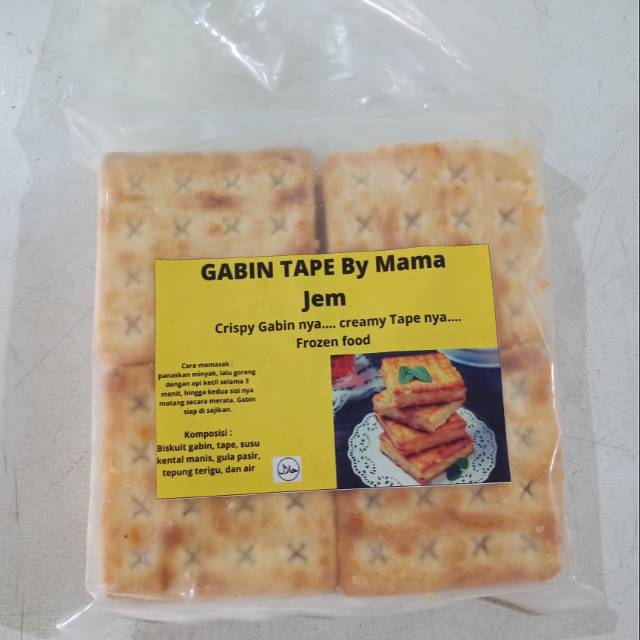 GABIN TAPE By Mama
Jem
Crispy Gabin nya.... creamy Tape nya....
Frozen food
Cara memasak :
panaskan minyak, lalu goreng
dengan api kecil selama 3
menit, hingga kedua sisi nya
matang secara merata. Gabin
siap di sajikan.
Komposisi :
Biskuit gabin, tape, susu
kental manis, gula pasir,
tepung terigu, dan air
حلال